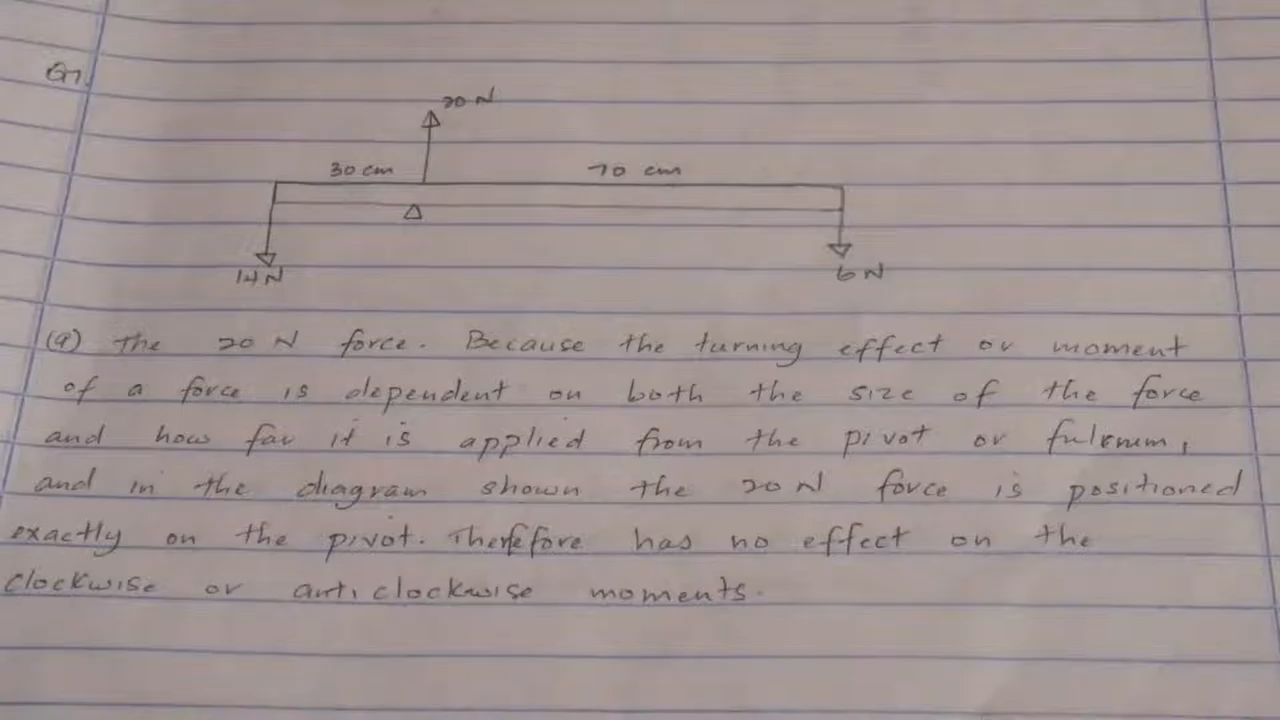 Q7.
20 N
30 cm 70 cm
14 N 6 N
(a) The 20 N force. Because the turning effect or moment
of a force is dependent on both the size of the force
and how far it is applied from the pivot or fulcrum,
and in the diagram shown the 20 N force is positioned
exactly on the pivot. Therefore has no effect on the
clockwise or anticlockwise moments.